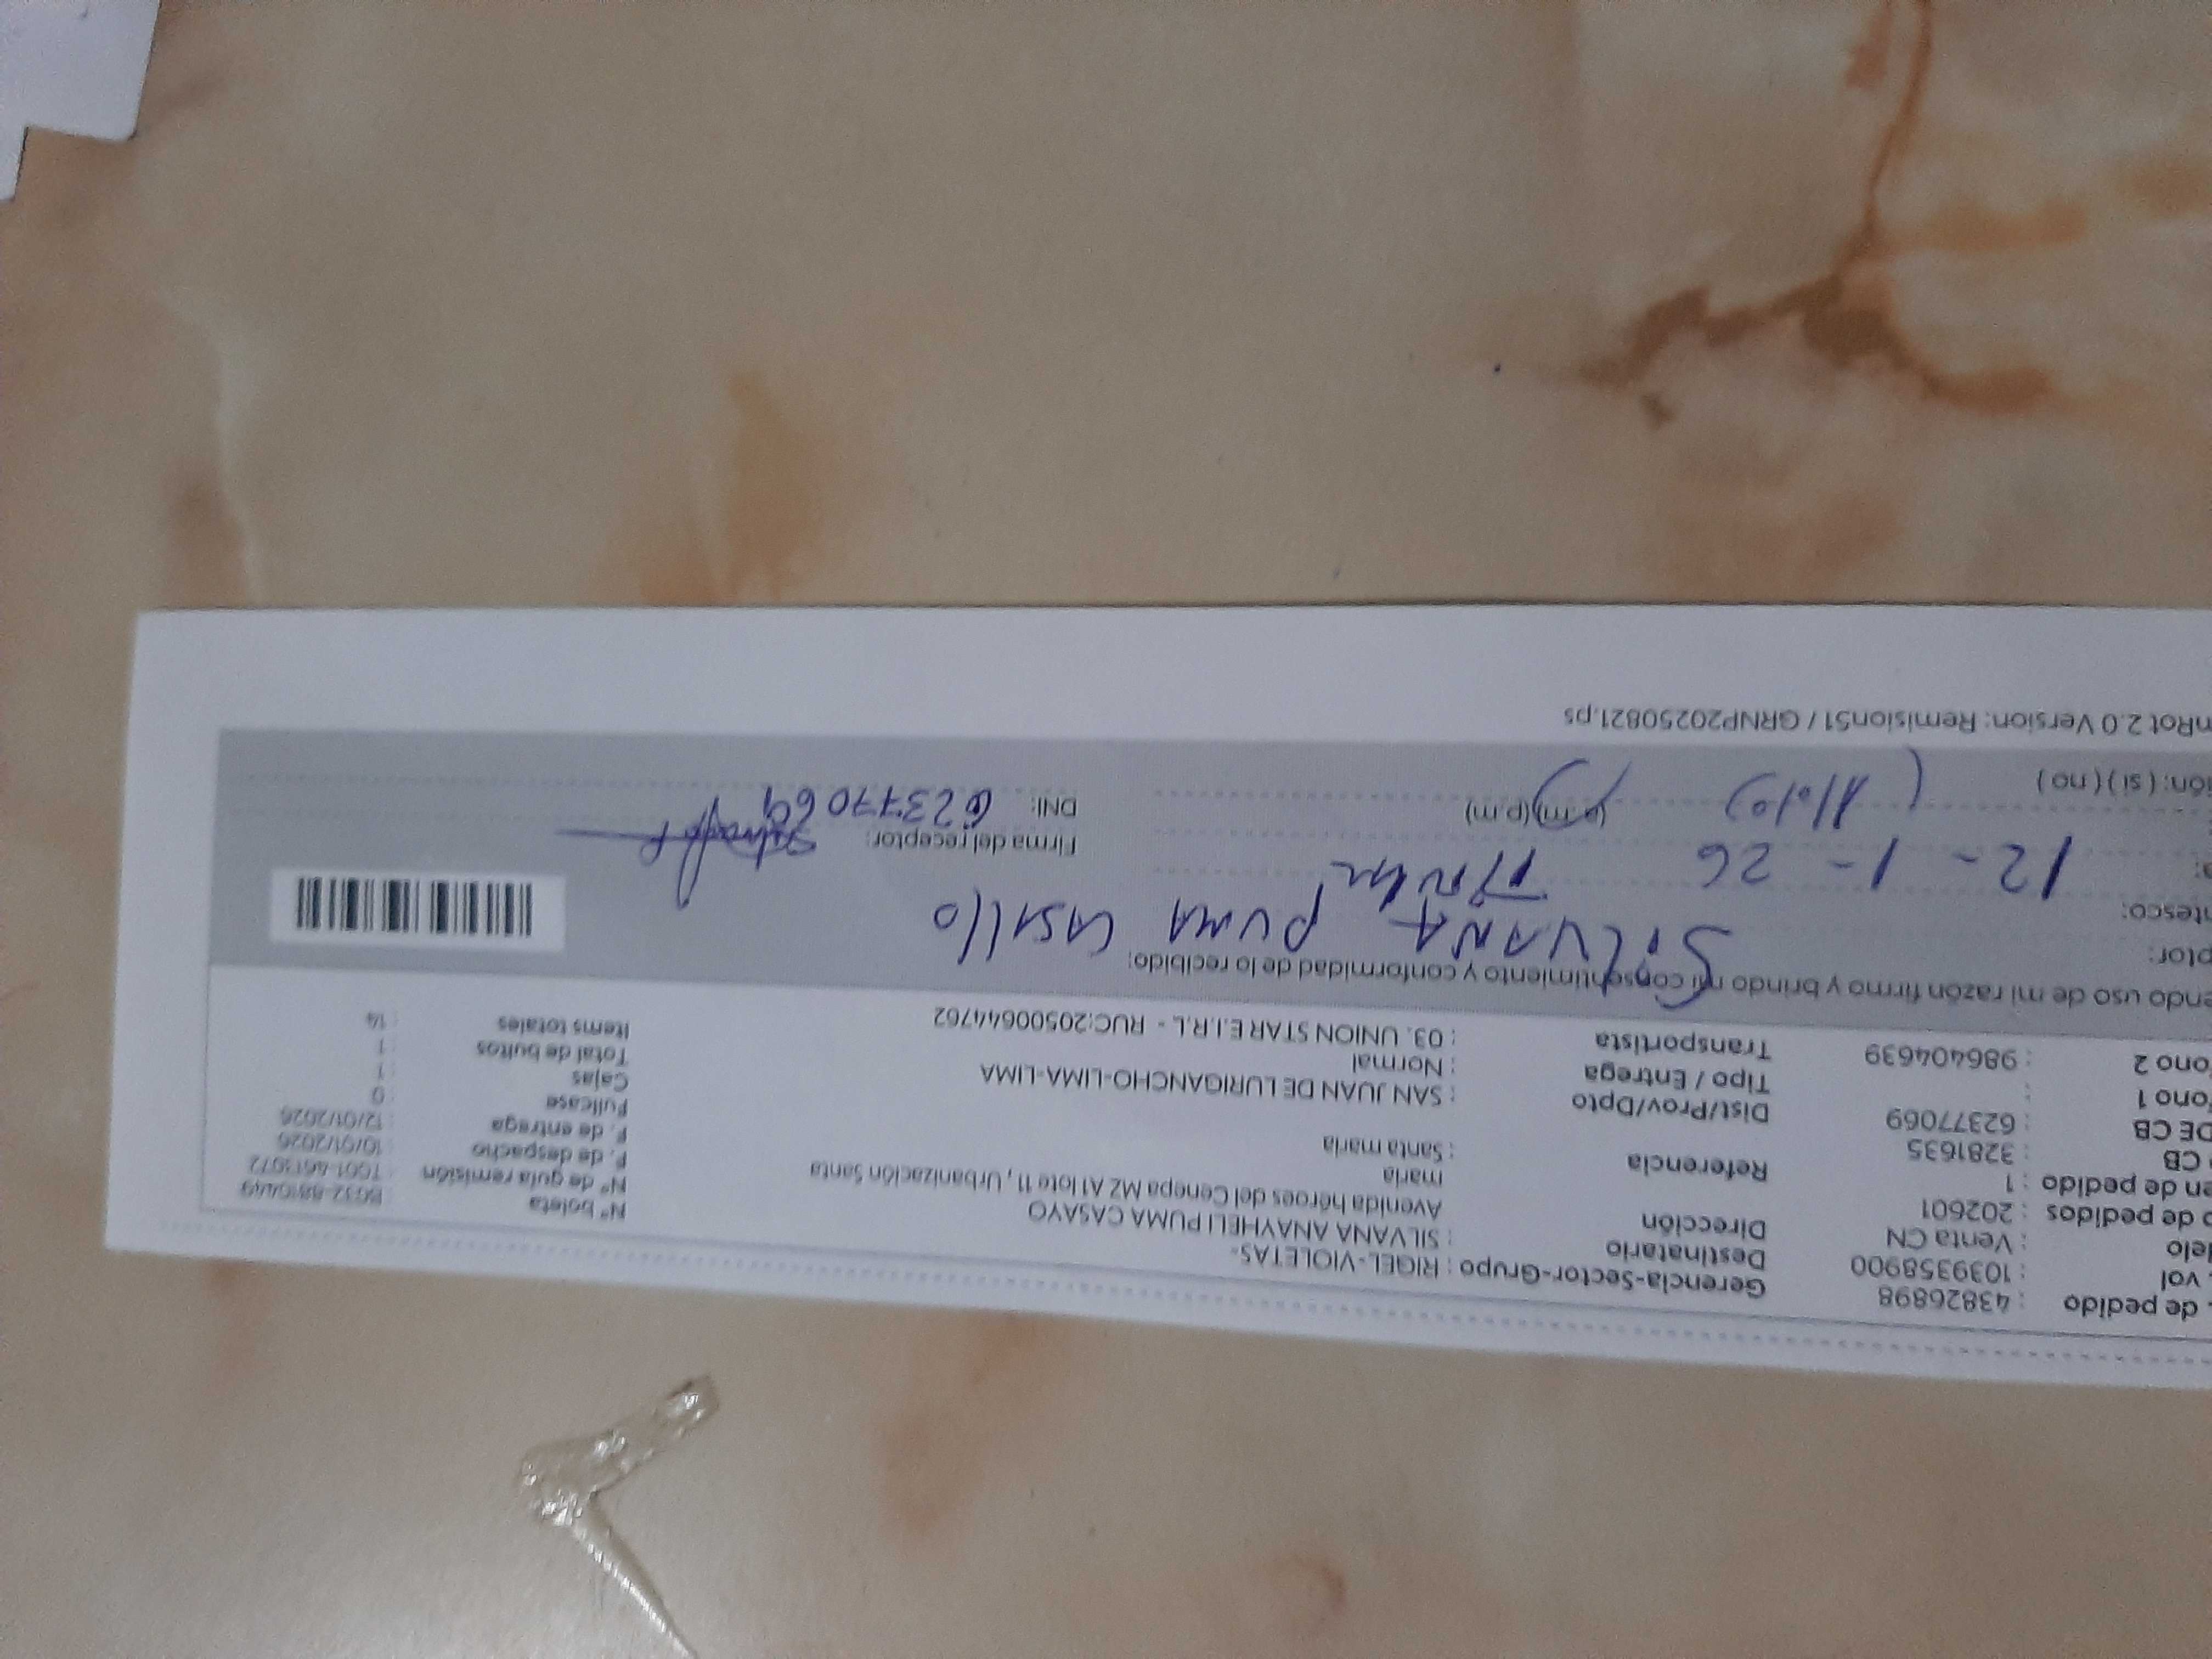 . de pedido : 43826898 Gerencia-Sector-Grupo : RIGEL-VIOLETAS- Nº boleta
. vol : 1039358900 Destinatario : SILVANA ANAYHELI PUMA CASAYO Nº de guía remisión
delo : Venta CN Dirección Avenida héroes del Cenepa MZ A1 lote 11 , Urbanización Santa F. de despacho : 10/01/2026
o de pedidos : 202601 maria F. de entrega : 12/01/2026
en de pedido : 1 Referencia : Santa maria Fullcase : 0
CB : 3281635 Dist/Prov/Dpto : SAN JUAN DE LURIGANCHO-LIMA-LIMA Cajas : 1
DE CB : 62377069 Tipo / Entrega : Normal Total de bultos : 1
ono 1 : Transportista : 03. UNION STAR E.I.R.L. - RUC:20500644762 Items totales : 14
ono 2 : 986404639
endo uso de mi razón firmo y brindo mi consentimiento y conformidad de lo recibido:
ptor: SILVANA PUMA CASALLO
ntesco: Titular
a: 12 - 1 - 26 (a.m)(p.m) Firma del receptor:
ión: ( si ) ( no ) DNI: 62377069
nRot 2.0 Version: Remision51 / GRNP20250821.ps